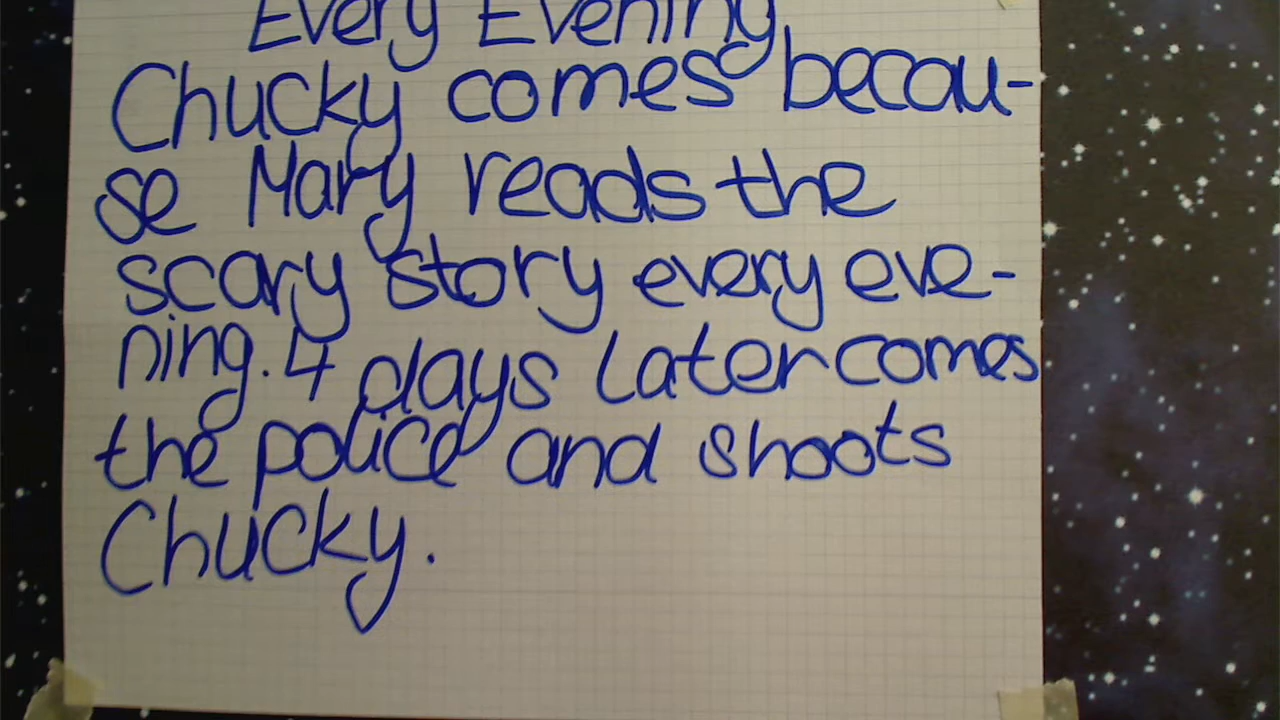 Every Evening
Chucky comes becau-
se Mary reads the
scary story every eve-
ning. 4 days later comes
the police and shoots
Chucky.